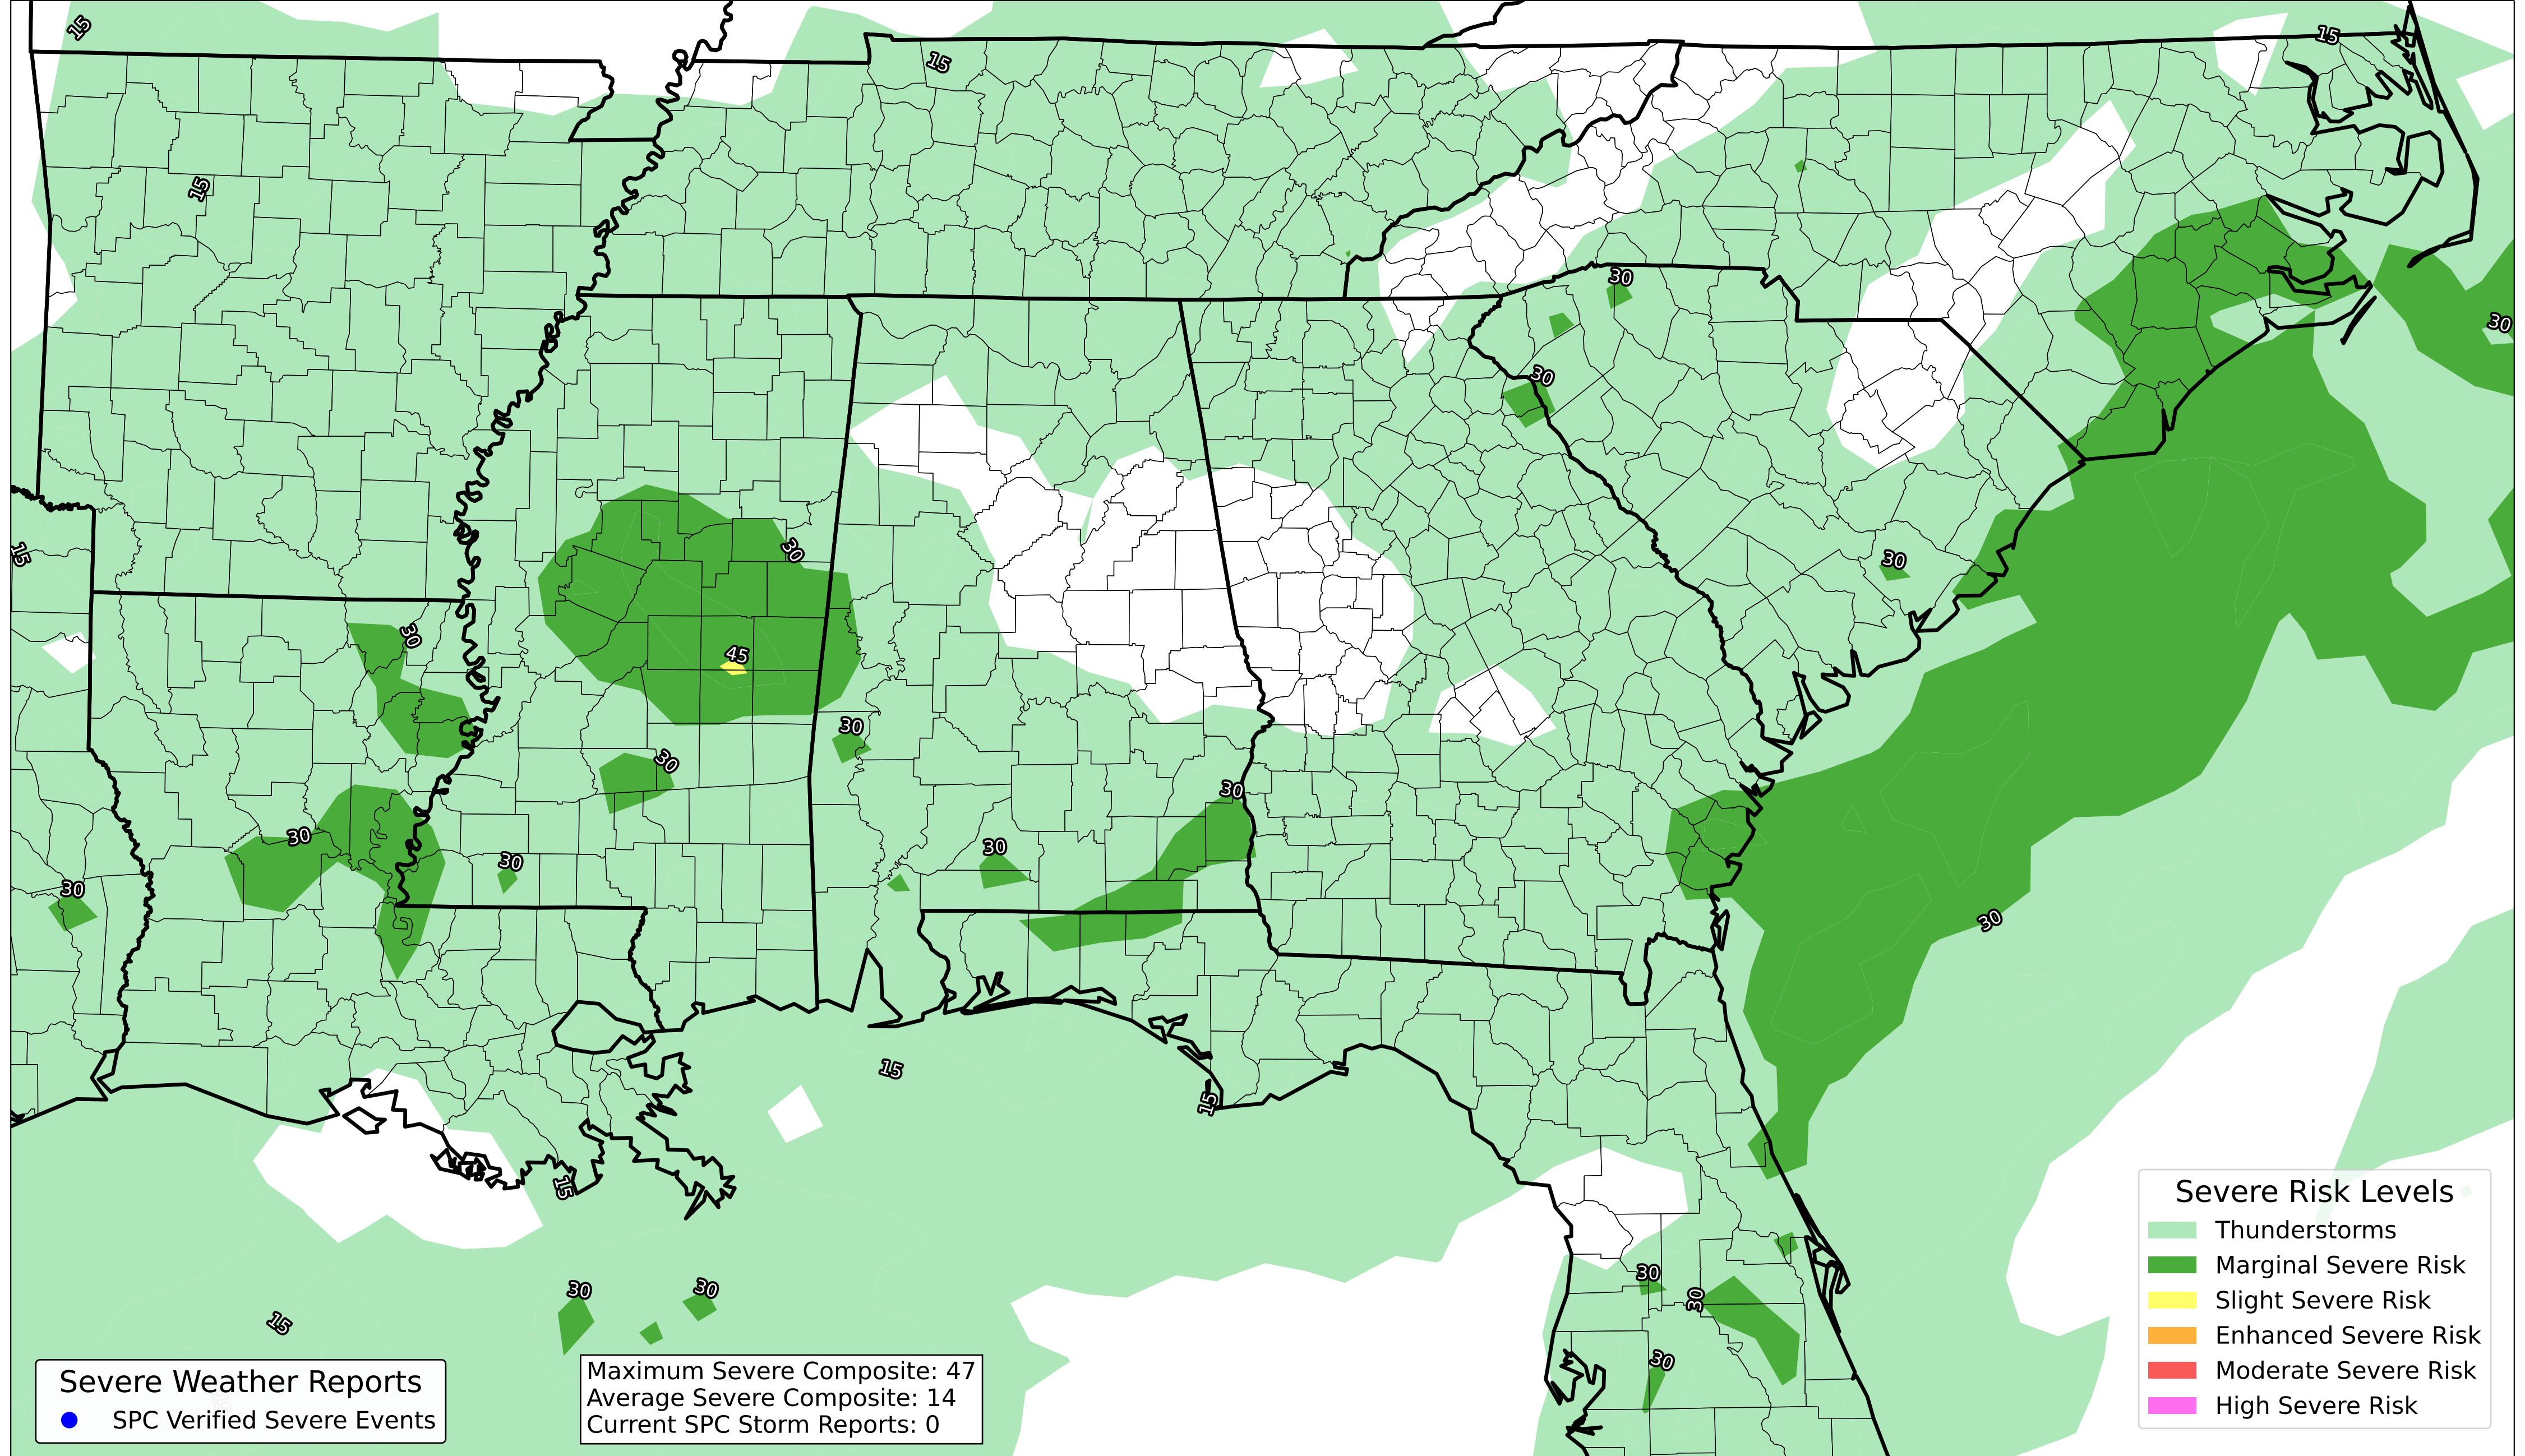 15
15
15
15
30
30
30
15
30
30
30
45
30
30
30
30
30
30
30
30
30
15
15
15
30
30
30
30
15
30
Severe Risk Levels
Thunderstorms
Marginal Severe Risk
Slight Severe Risk
Enhanced Severe Risk
Moderate Severe Risk
High Severe Risk
Severe Weather Reports
SPC Verified Severe Events
Maximum Severe Composite: 47
Average Severe Composite: 14
Current SPC Storm Reports: 0